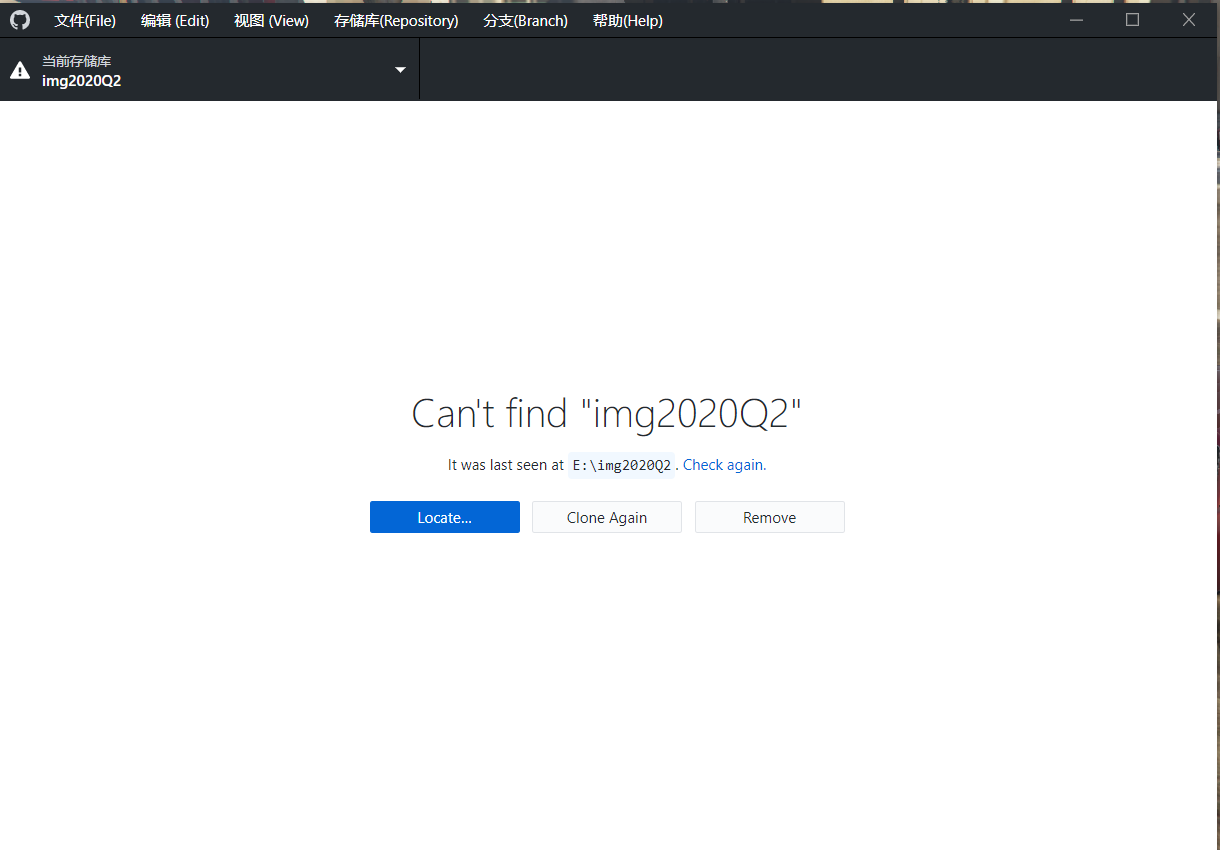 文件(File) 编辑 (Edit) 视图 (View) 存储库(Repository) 分支(Branch) 帮助(Help)
当前存储库
img2020Q2
Can't find "img2020Q2"
It was last seen at E:\img2020Q2. Check again.
Locate... Clone Again Remove